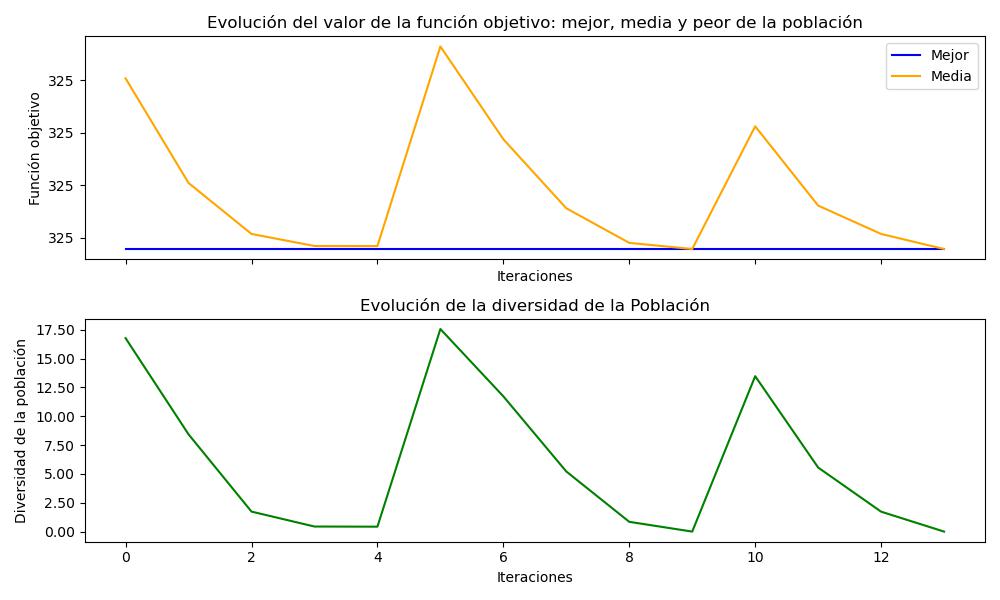 Evolución del valor de la función objetivo: mejor, media y peor de la población
Mejor
Media
325
325
325
325
Función objetivo
Iteraciones
Evolución de la diversidad de la Población
17.50
15.00
12.50
10.00
7.50
5.00
2.50
0.00
Diversidad de la población
0 2 4 6 8 10 12
Iteraciones